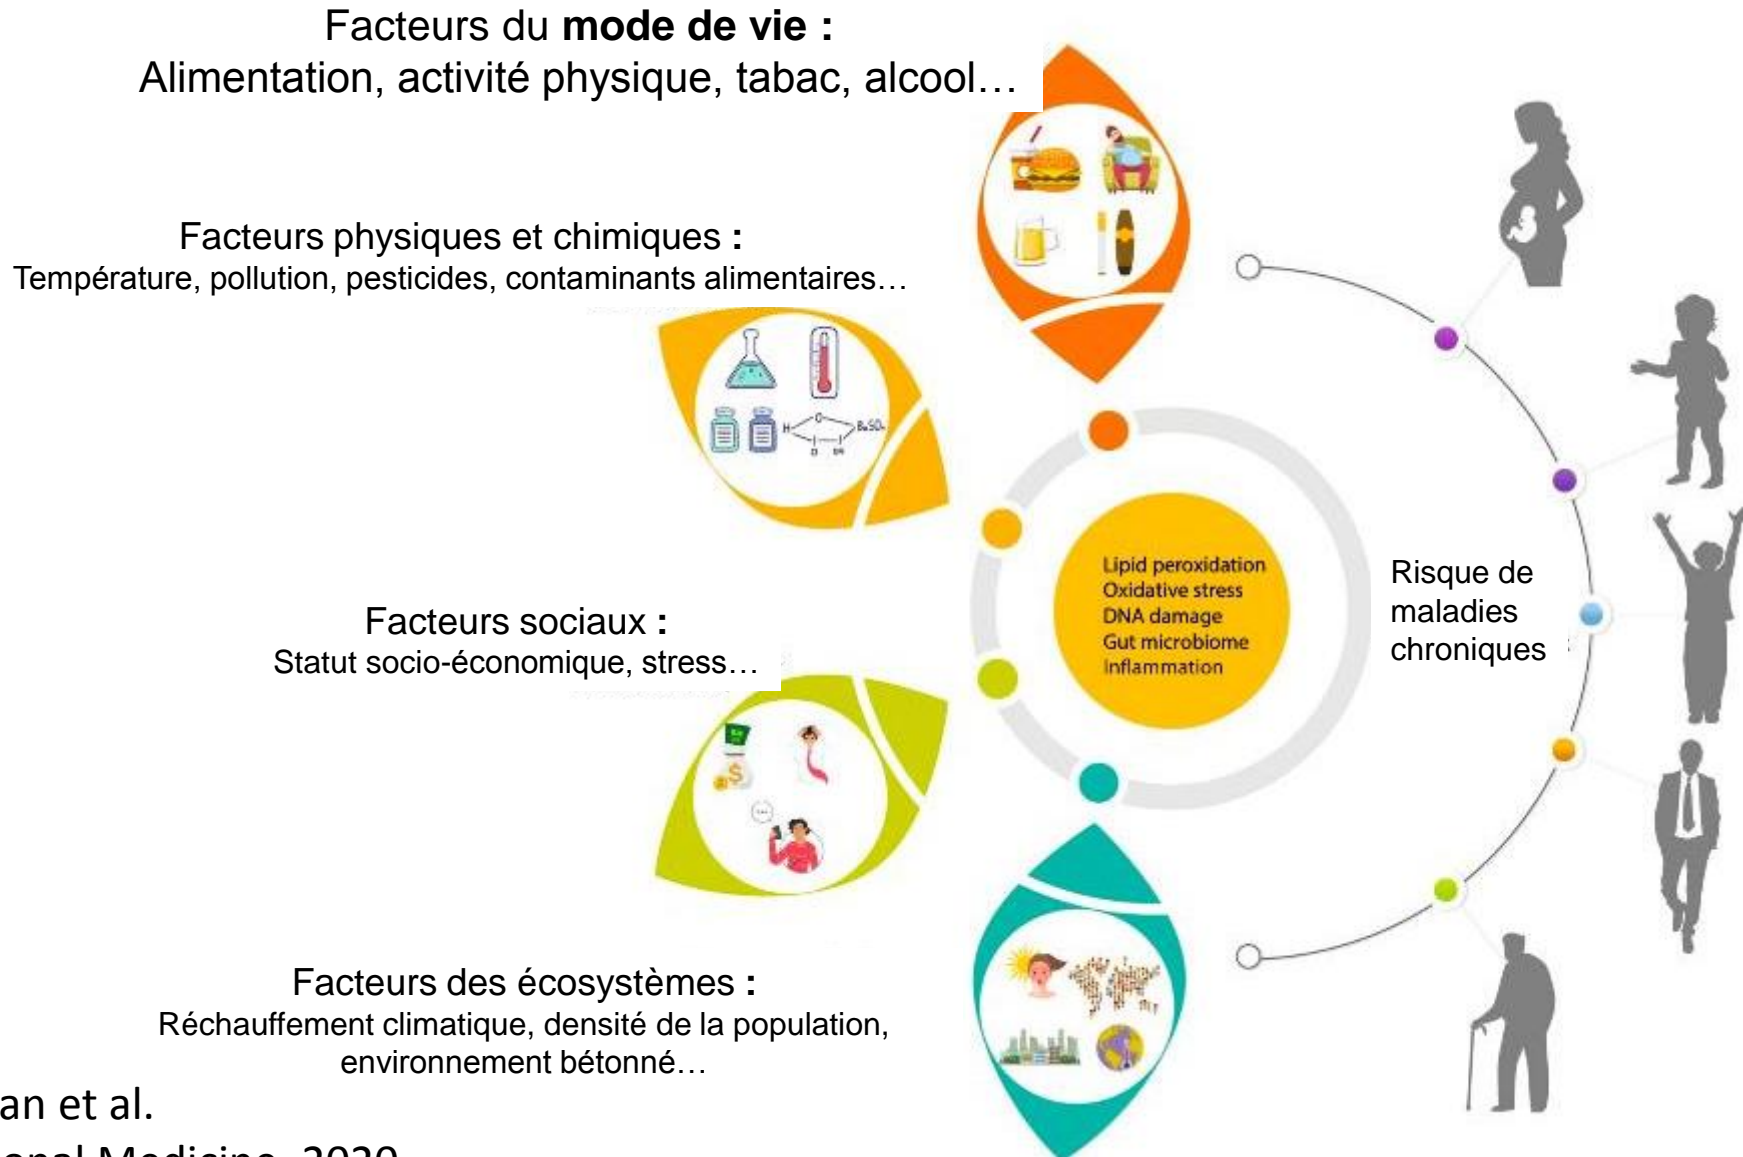 Facteurs du mode de vie :
Alimentation, activité physique, tabac, alcool…
Facteurs physiques et chimiques :
Température, pollution, pesticides, contaminants alimentaires…
Facteurs sociaux :
Statut socio-économique, stress…
Facteurs des écosystèmes :
Réchauffement climatique, densité de la population,
environnement bétonné…
Lipid peroxidation
Oxidative stress
DNA damage
Gut microbiome
Inflammation
Risque de
maladies
chroniques
an et al.